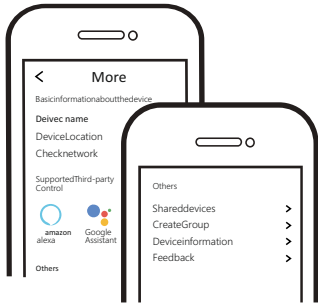 More
Basicinformationaboutthedevice
Deivec name
DeviceLocation
Checknetwork
SupportedThird-party
Control
amazon
alexa
Google
Assistant
Others
Others
Shareddevices
CreateGroup
Deviceinformation
Feedback